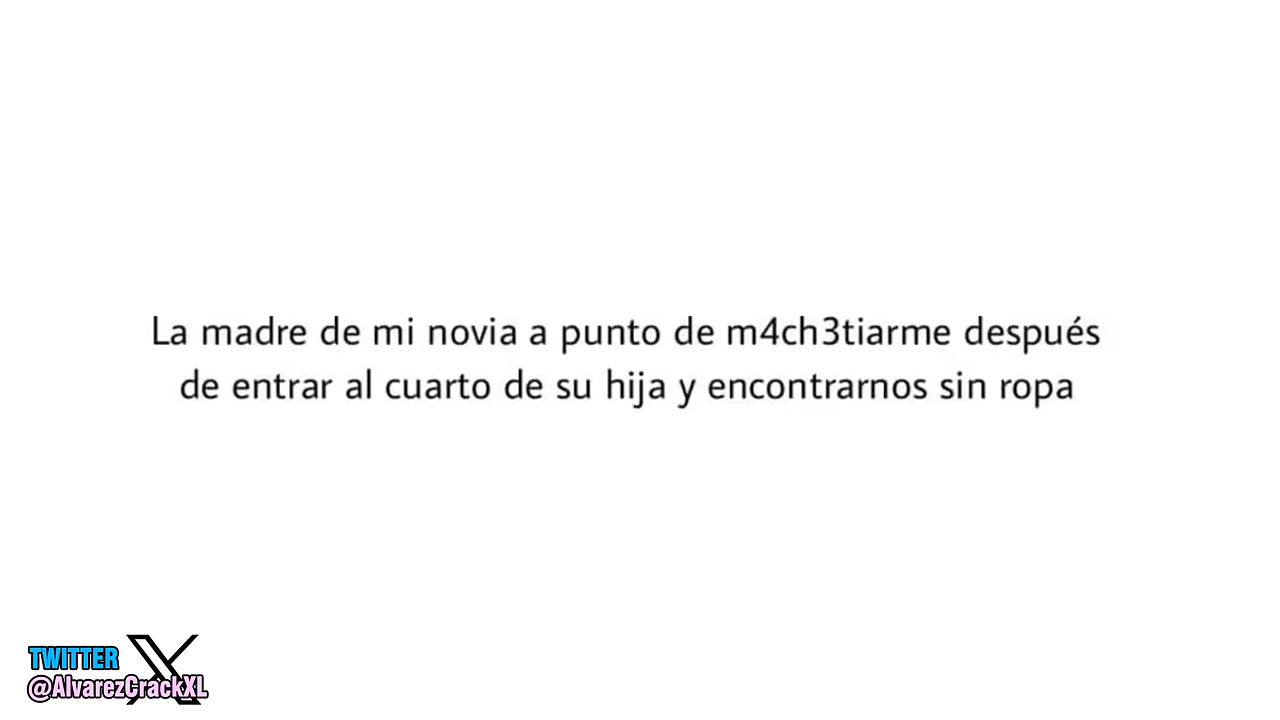 La madre de mi novia a punto de m4ch3tiarme después
de entrar al cuarto de su hija y encontrarnos sin ropa
TWITTER X
@AlvarezCrackXL